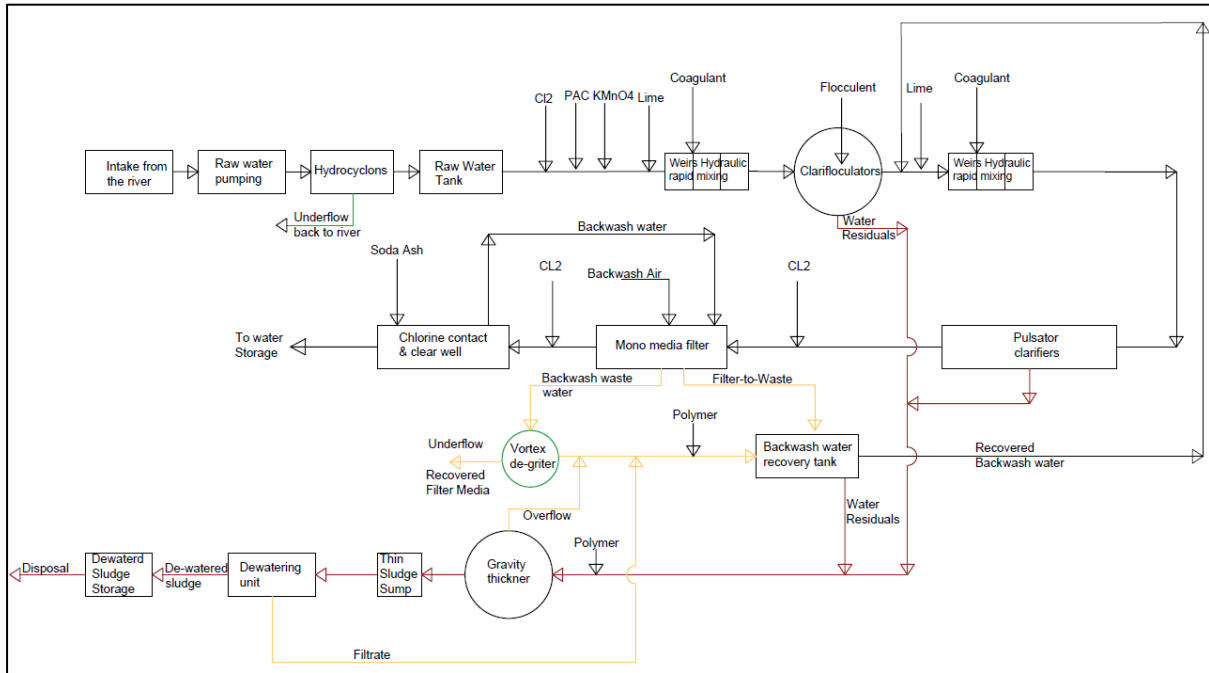 Coagulant
Flocculent
Lime
Coagulant
Cl2
PAC
KMnO4
Lime
Intake from
the river
Raw water
pumping
Hydrocyclons
Raw Water
Tank
Weirs Hydraulic
rapid mixing
Clarifloculators
Weirs Hydraulic
rapid mixing
Underflow
back to river
Water
Residuals
Backwash water
Soda Ash
CL2
Backwash Air
CL2
To water
Storage
Chlorine contact
& clear well
Mono media filter
Pulsator
clarifiers
Backwash waste
water
Filter-to-Waste
Polymer
Underflow
Recovered
Filter Media
Vortex
de-griter
Backwash water
recovery tank
Recovered
Backwash water
Overflow
Water
Residuals
Polymer
Disposal
Dewaterd
Sludge
Storage
De-watered
sludge
Dewatering
unit
Thin
Sludge
Sump
Gravity
thickner
Filtrate